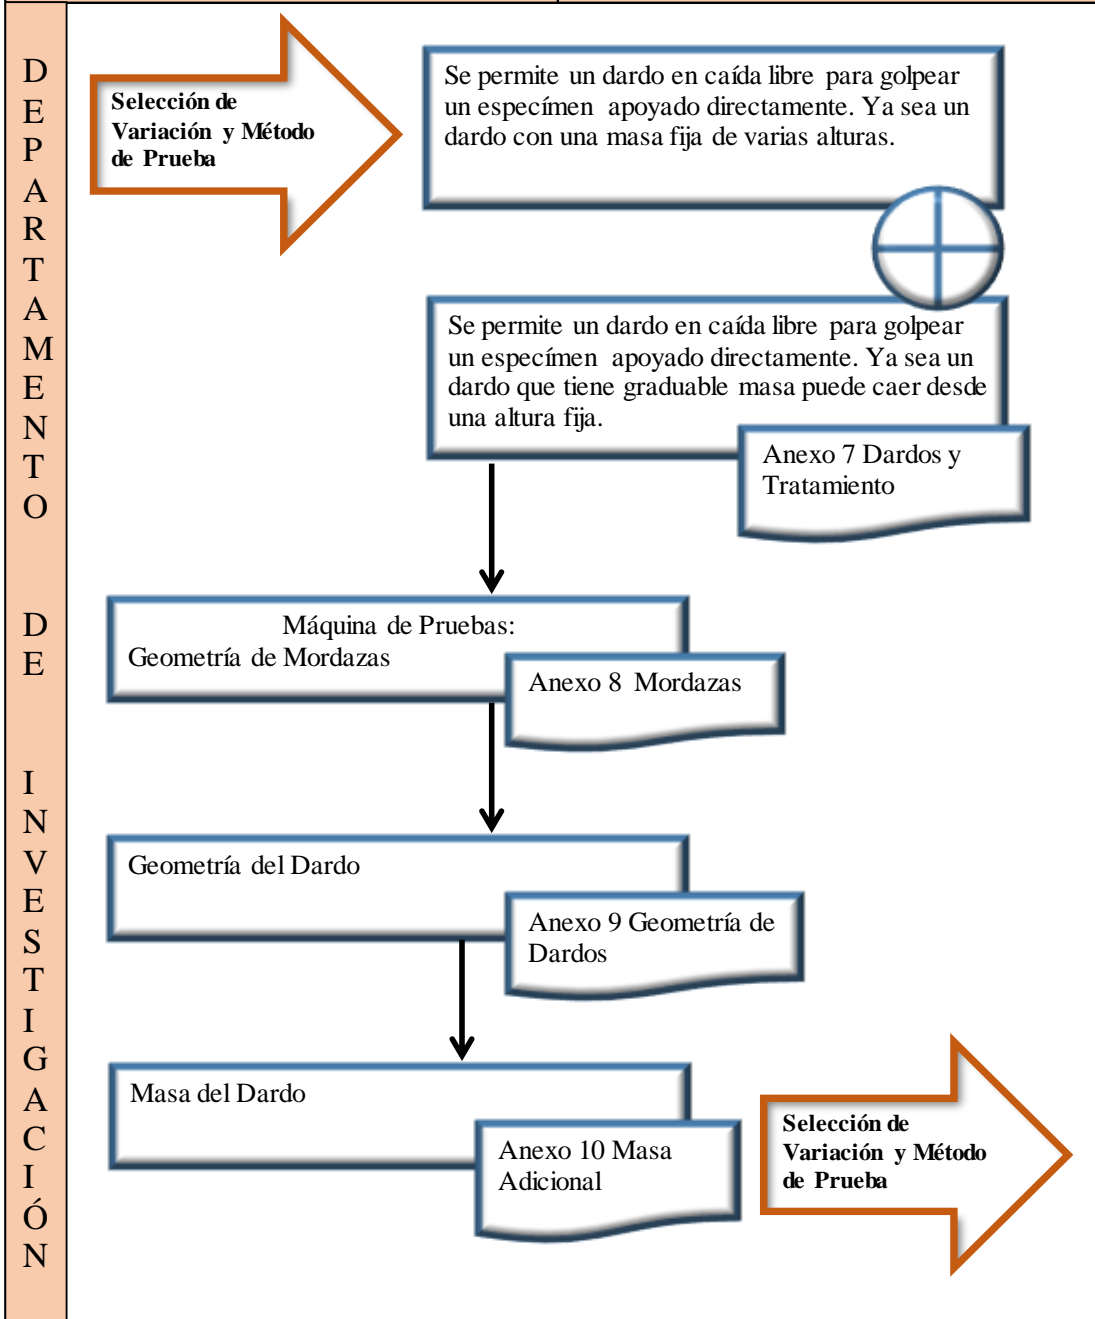 DEPARTAMENTO DE INVESTIGACIÓN
Selección de
Variación y Método
de Prueba
Se permite un dardo en caída libre para golpear
un especímen apoyado directamente. Ya sea un
dardo con una masa fija de varias alturas.
Se permite un dardo en caída libre para golpear
un especímen apoyado directamente. Ya sea un
dardo que tiene graduable masa puede caer desde
una altura fija.
Anexo 7 Dardos y
Tratamiento
Máquina de Pruebas:
Geometría de Mordazas
Anexo 8 Mordazas
Geometría del Dardo
Anexo 9 Geometría de
Dardos
Masa del Dardo
Anexo 10 Masa
Adicional
Selección de
Variación y Método
de Prueba